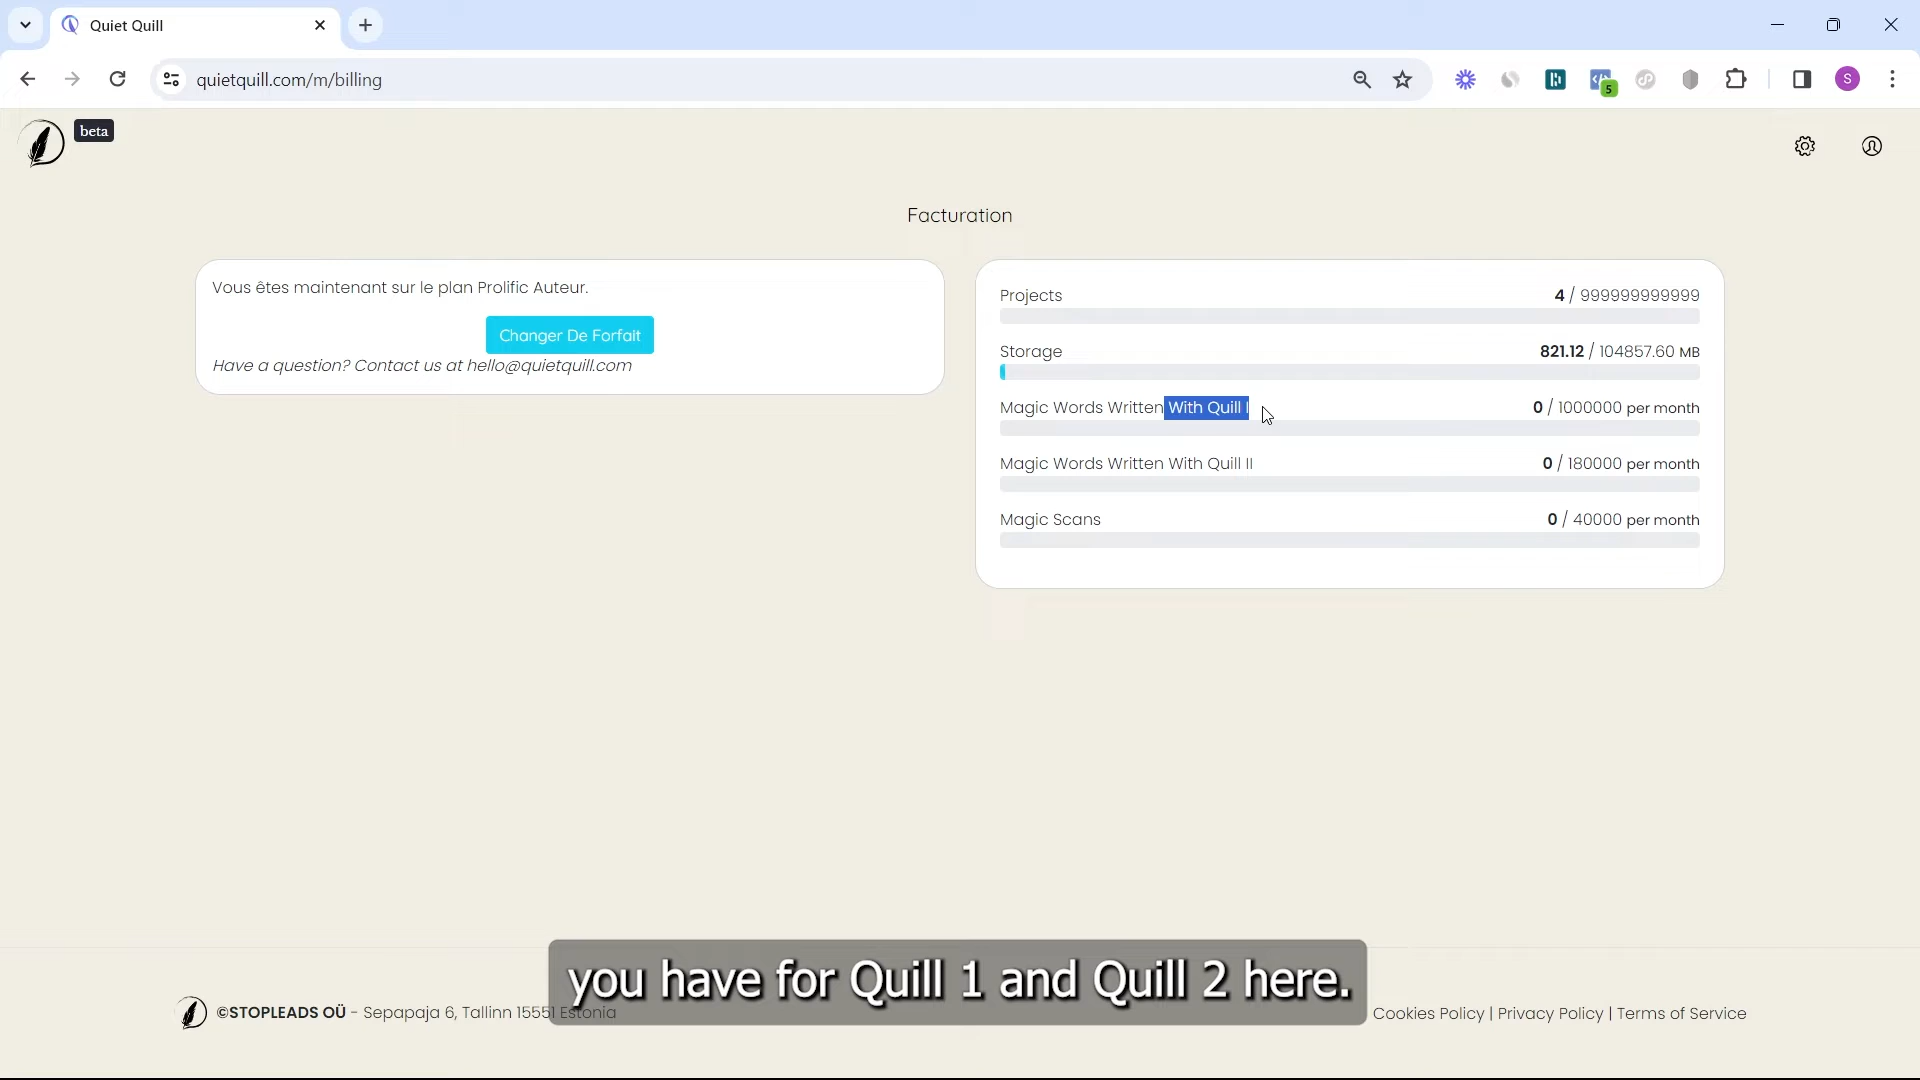 Quiet Quill
quietquill.com/m/billing
5
S
beta
Facturation
Vous êtes maintenant sur le plan Prolific Auteur.
Changer De Forfait
Have a question? Contact us at hello@quietquill.com
Projects 4 / 999999999999
Storage 821.12 / 104857.60 MB
Magic Words Written With Quill I 0 / 1000000 per month
Magic Words Written With Quill II 0 / 180000 per month
Magic Scans 0 / 40000 per month
you have for Quill 1 and Quill 2 here.
©STOPLEADS OÜ - Sepapaja 6, Tallinn 15551 Estonia
Cookies Policy | Privacy Policy | Terms of Service